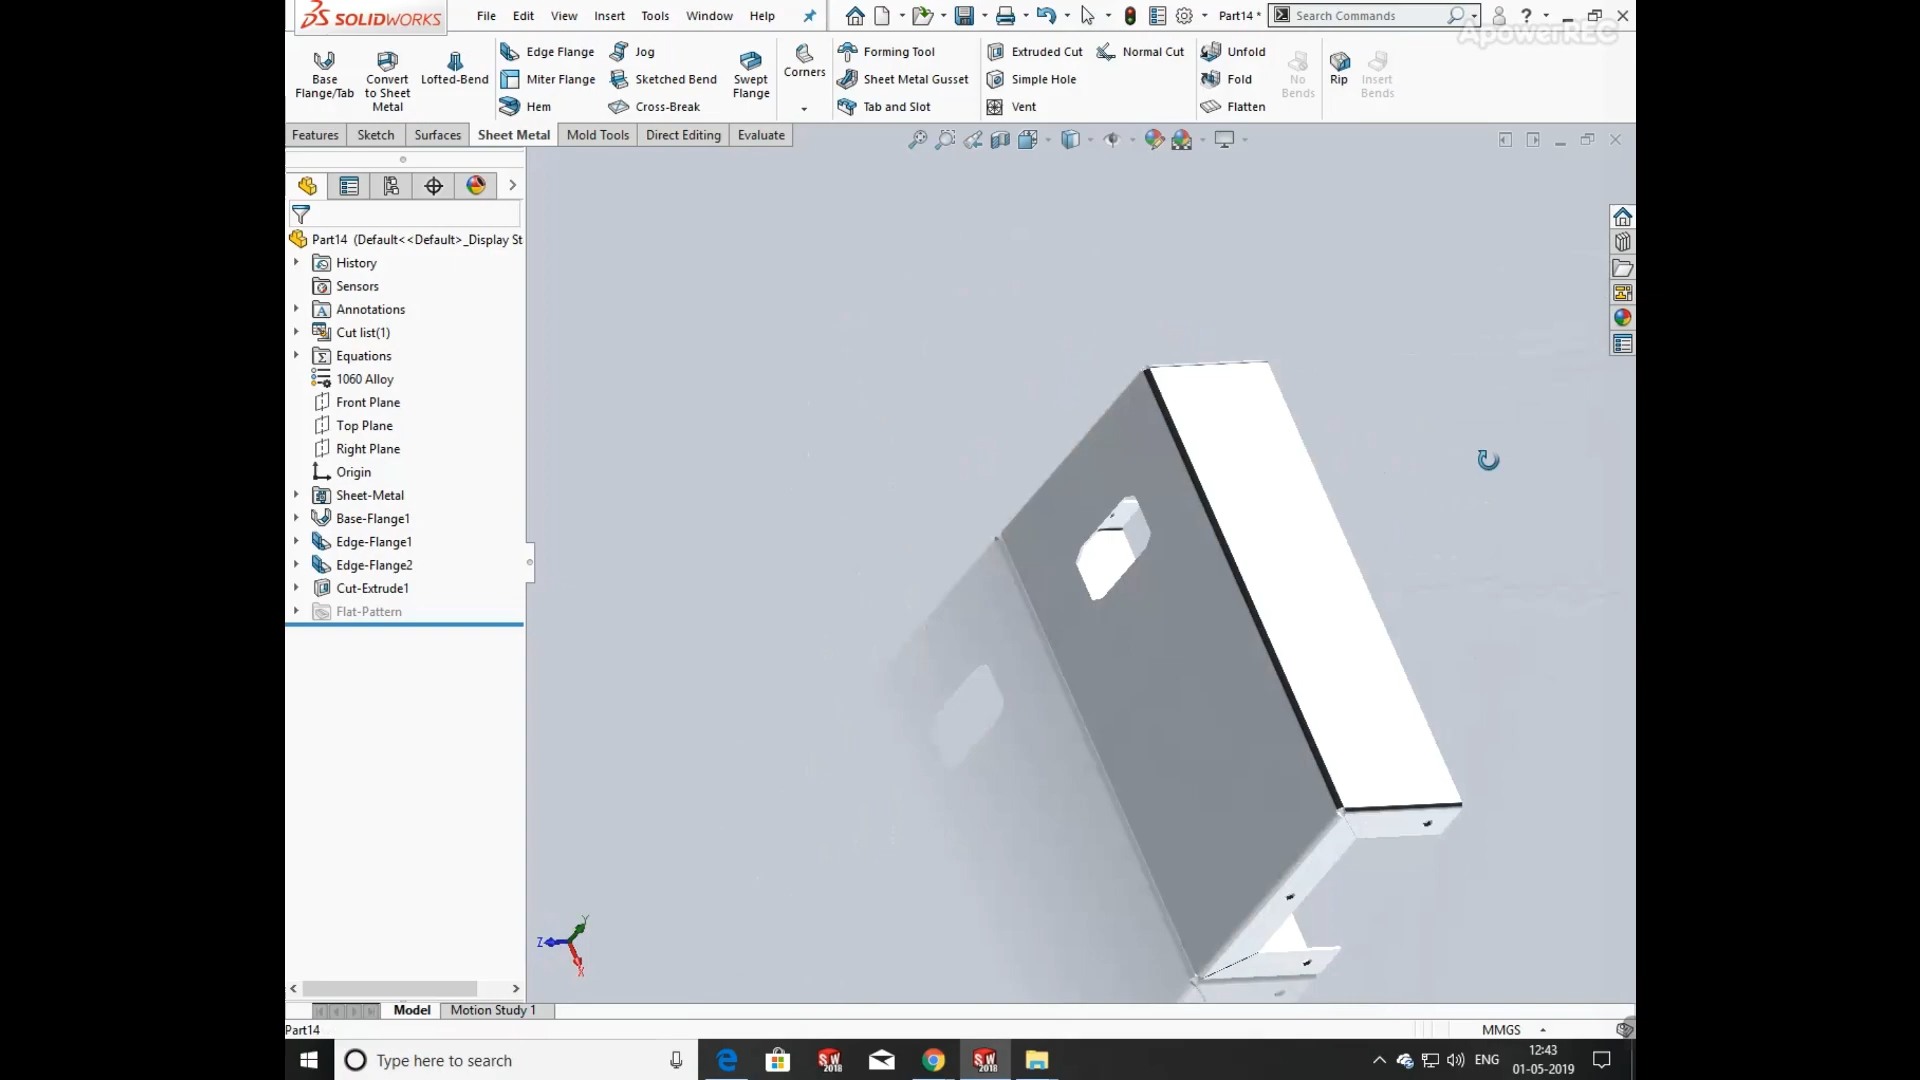 SOLIDWORKS File Edit View Insert Tools Window Help Part14 * Search Commands ?
ApowerREC
Base Flange/Tab
Convert to Sheet Metal
Lofted-Bend
Edge Flange
Miter Flange
Hem
Jog
Sketched Bend
Cross-Break
Swept Flange
Corners
Forming Tool
Sheet Metal Gusset
Tab and Slot
Extruded Cut
Simple Hole
Vent
Normal Cut
Unfold
Fold
Flatten
No Bends
Rip
Insert Bends
Features Sketch Surfaces Sheet Metal Mold Tools Direct Editing Evaluate
Part14 (Default<<Default>_Display St
History
Sensors
Annotations
Cut list(1)
Equations
1060 Alloy
Front Plane
Top Plane
Right Plane
Origin
Sheet-Metal
Base-Flange1
Edge-Flange1
Edge-Flange2
Cut-Extrude1
Flat-Pattern
Y
Z
X
Model Motion Study 1
Part14 MMGS
Type here to search
SW 2018
SW 2018
ENG
12:43
01-05-2019